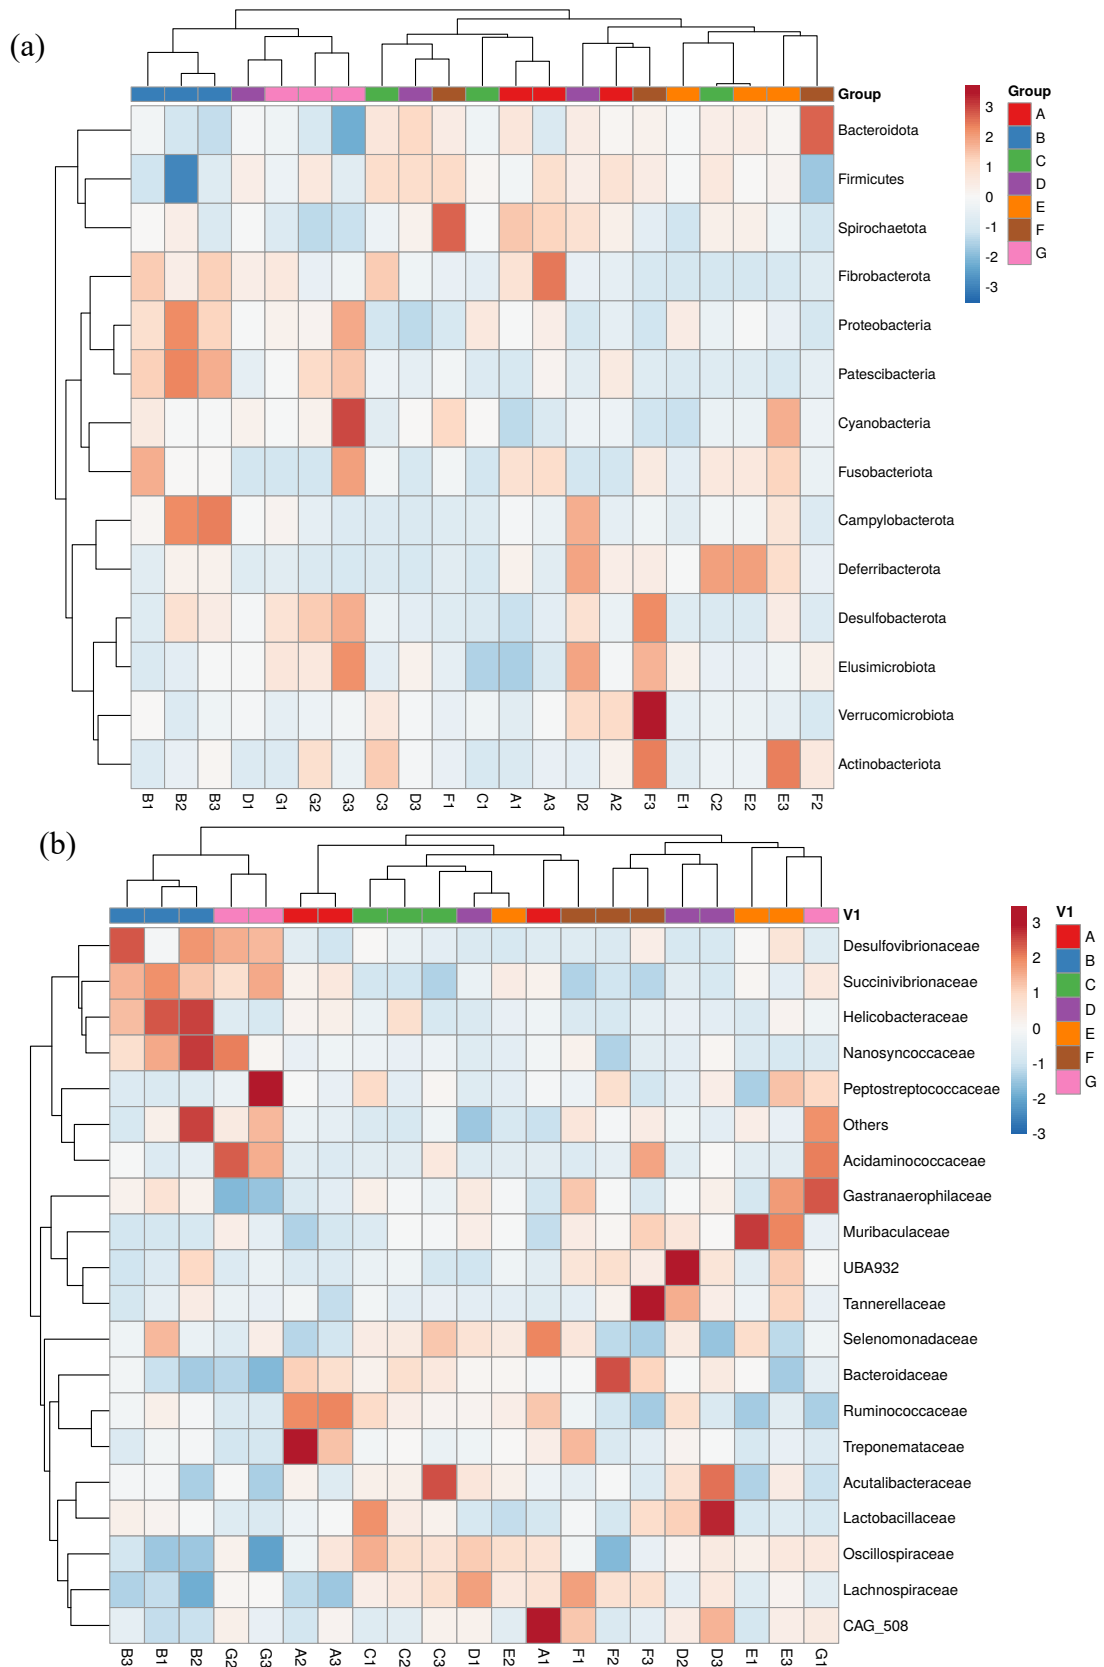 (a)
Group
Bacteroidota
Firmicutes
Spirochaetota
Fibrobacterota
Proteobacteria
Patescibacteria
Cyanobacteria
Fusobacteriota
Campylobacterota
Deferribacterota
Desulfobacterota
Elusimicrobiota
Verrucomicrobiota
Actinobacteriota
B1 B2 B3 D1 G1 G2 G3 C3 D3 F1 C1 A1 A3 D2 A2 F3 E1 C2 E2 E3 F2
3
2
1
0
-1
-2
-3
Group
A
B
C
D
E
F
G
(b)
V1
Desulfovibrionaceae
Succinivibrionaceae
Helicobacteraceae
Nanosyncoccaceae
Peptostreptococcaceae
Others
Acidaminococcaceae
Gastranaerophilaceae
Muribaculaceae
UBA932
Tannerellaceae
Selenomonadaceae
Bacteroidaceae
Ruminococcaceae
Treponemataceae
Acutalibacteraceae
Lactobacillaceae
Oscillospiraceae
Lachnospiraceae
CAG_508
B3 B1 B2 G2 G3 A2 A3 C1 C2 C3 D1 E2 A1 F1 F2 F3 D2 D3 E1 E3 G1
3
2
1
0
-1
-2
-3
V1
A
B
C
D
E
F
G